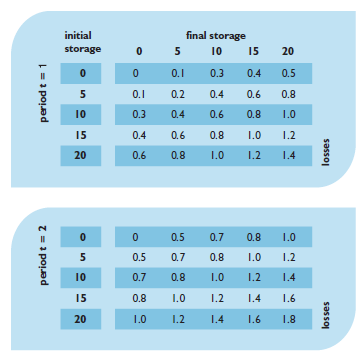 initial storage final storage
0 5 10 15 20
period t = 1
0 0 0.1 0.3 0.4 0.5
5 0.1 0.2 0.4 0.6 0.8
10 0.3 0.4 0.6 0.8 1.0
15 0.4 0.6 0.8 1.0 1.2
20 0.6 0.8 1.0 1.2 1.4
losses
period t = 2
0 0 0.5 0.7 0.8 1.0
5 0.5 0.7 0.8 1.0 1.2
10 0.7 0.8 1.0 1.2 1.4
15 0.8 1.0 1.2 1.4 1.6
20 1.0 1.2 1.4 1.6 1.8
losses